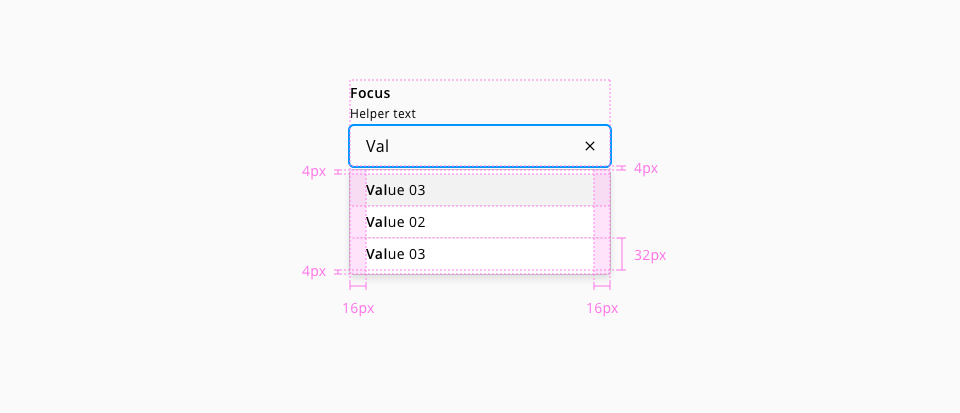 Focus
Helper text
Val
4px
4px
Value 03
Value 02
Value 03
32px
4px
16px
16px